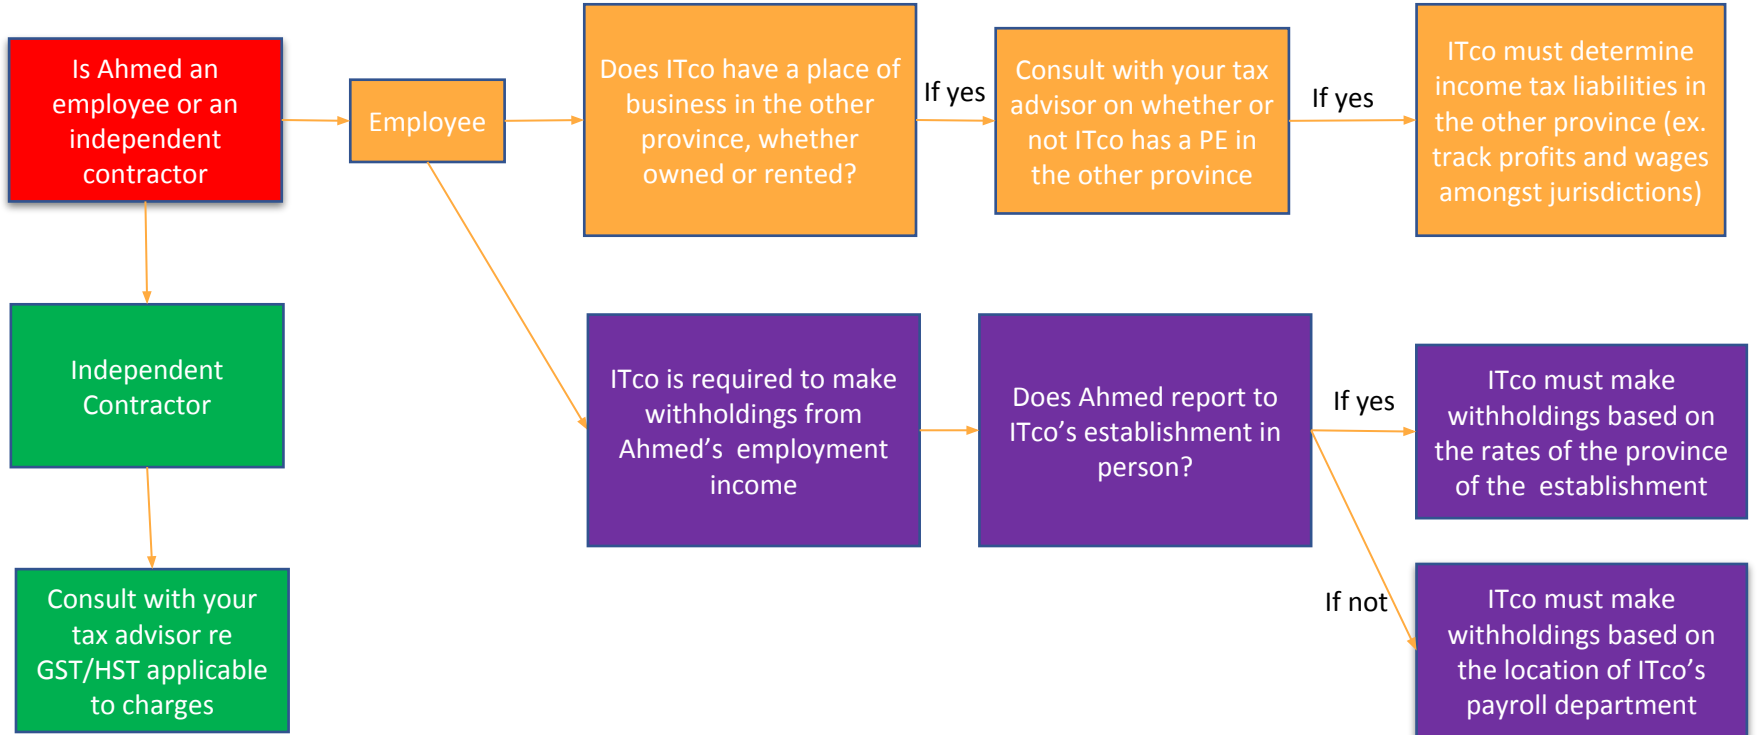 Is Ahmed an
employee or an
independent
contractor
Employee
Does ITco have a place of
business in the other
province, whether
owned or rented?
If yes
Consult with your tax
advisor on whether or
not ITco has a PE in
the other province
If yes
ITco must determine
income tax liabilities in
the other province (ex.
track profits and wages
amongst jurisdictions)
Independent
Contractor
ITco is required to make
withholdings from
Ahmed’s  employment
income
Does Ahmed report to
ITco’s establishment in
person?
If yes
ITco must make
withholdings based on
the rates of the province
of the  establishment
If not
ITco must make
withholdings based on
the location of ITco’s
payroll department
Consult with your
tax advisor re
GST/HST applicable
to charges